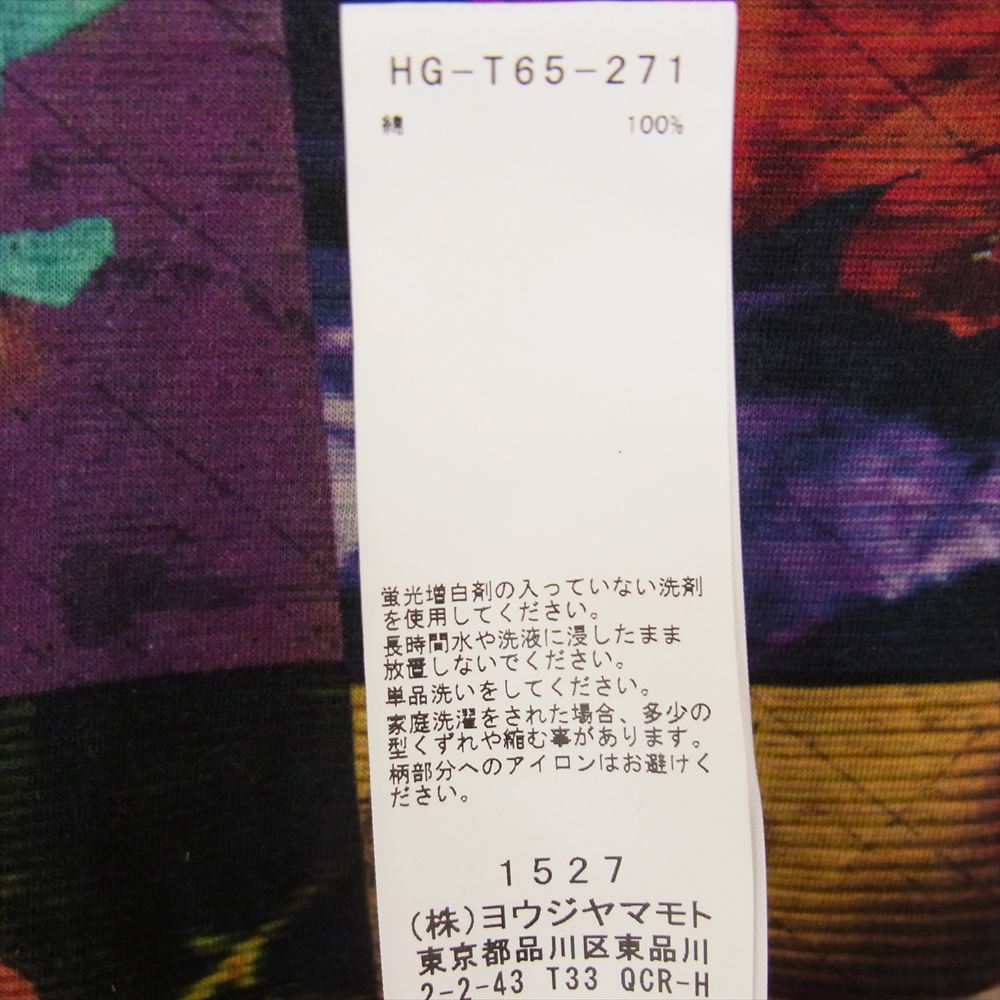 HG-T65-271
綿 100%
蛍光増白剤の入っていない洗剤
を使用してください。
長時間水や洗液に浸したまま
放置しないでください。
単品洗いをしてください。
家庭洗濯をされた場合、多少の
型くずれや縮む事があります。
柄部分へのアイロンはお避けく
ださい。
1527
(株)ヨウジヤマモト
東京都品川区東品川
2-2-43 T33 QCR-H